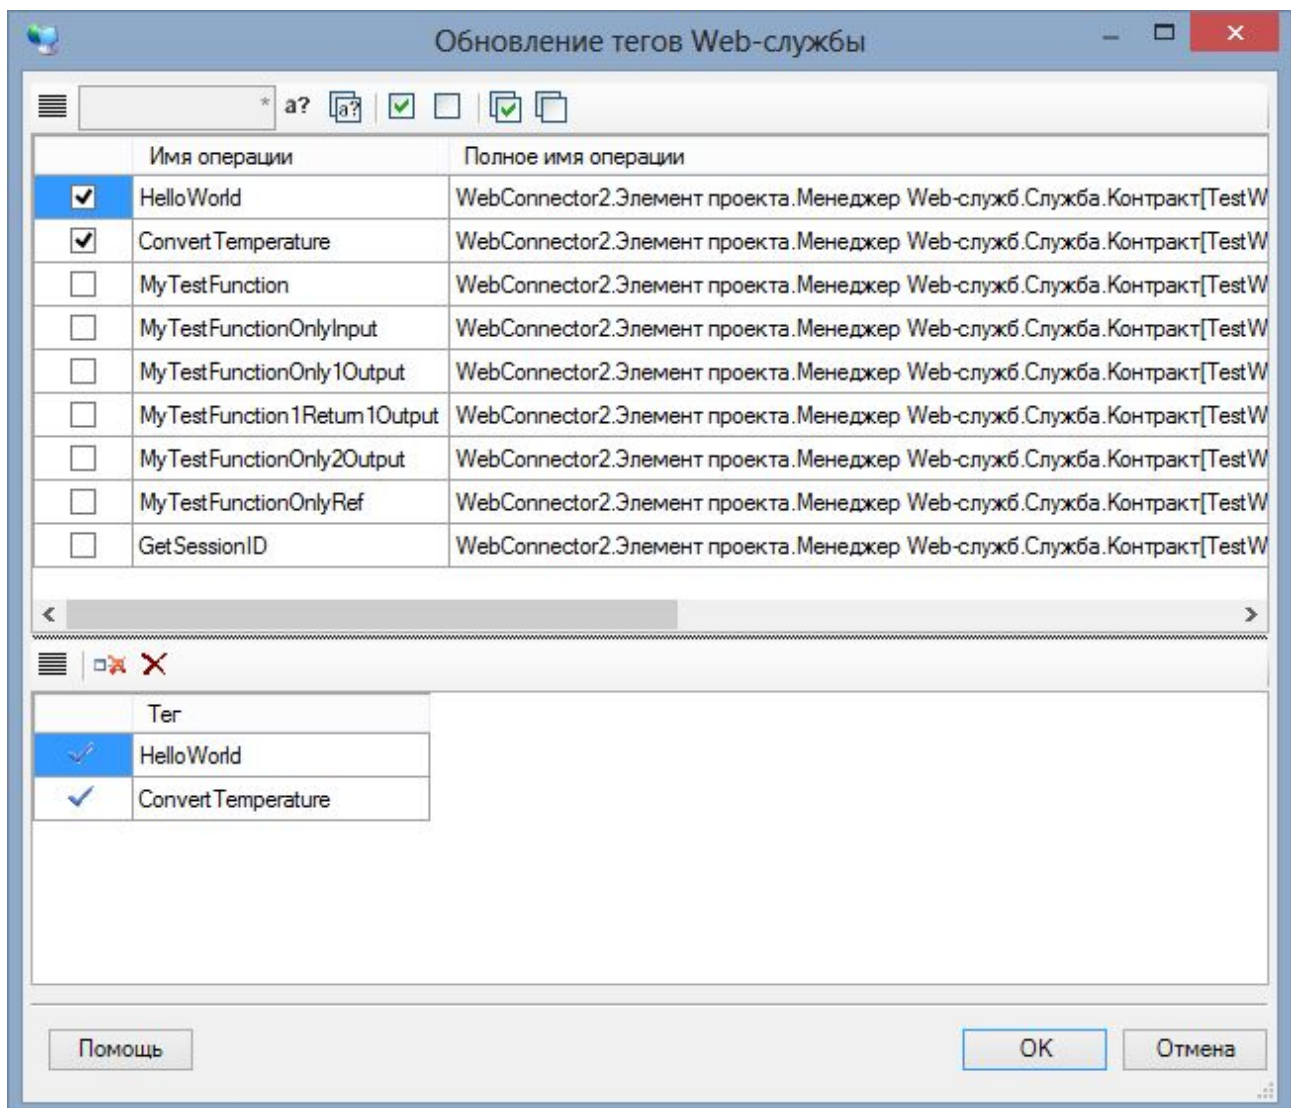 Обновление тегов Web-службы
* a? a?
Имя операции Полное имя операции
HelloWorld WebConnector2.Элемент проекта.Менеджер Web-служб.Служба.Контракт[TestW
ConvertTemperature WebConnector2.Элемент проекта.Менеджер Web-служб.Служба.Контракт[TestW
MyTestFunction WebConnector2.Элемент проекта.Менеджер Web-служб.Служба.Контракт[TestW
MyTestFunctionOnlyInput WebConnector2.Элемент проекта.Менеджер Web-служб.Служба.Контракт[TestW
MyTestFunctionOnly1Output WebConnector2.Элемент проекта.Менеджер Web-служб.Служба.Контракт[TestW
MyTestFunction1Return1Output WebConnector2.Элемент проекта.Менеджер Web-служб.Служба.Контракт[TestW
MyTestFunctionOnly2Output WebConnector2.Элемент проекта.Менеджер Web-служб.Служба.Контракт[TestW
MyTestFunctionOnlyRef WebConnector2.Элемент проекта.Менеджер Web-служб.Служба.Контракт[TestW
GetSessionID WebConnector2.Элемент проекта.Менеджер Web-служб.Служба.Контракт[TestW
Тег
HelloWorld
ConvertTemperature
Помощь OK Отмена